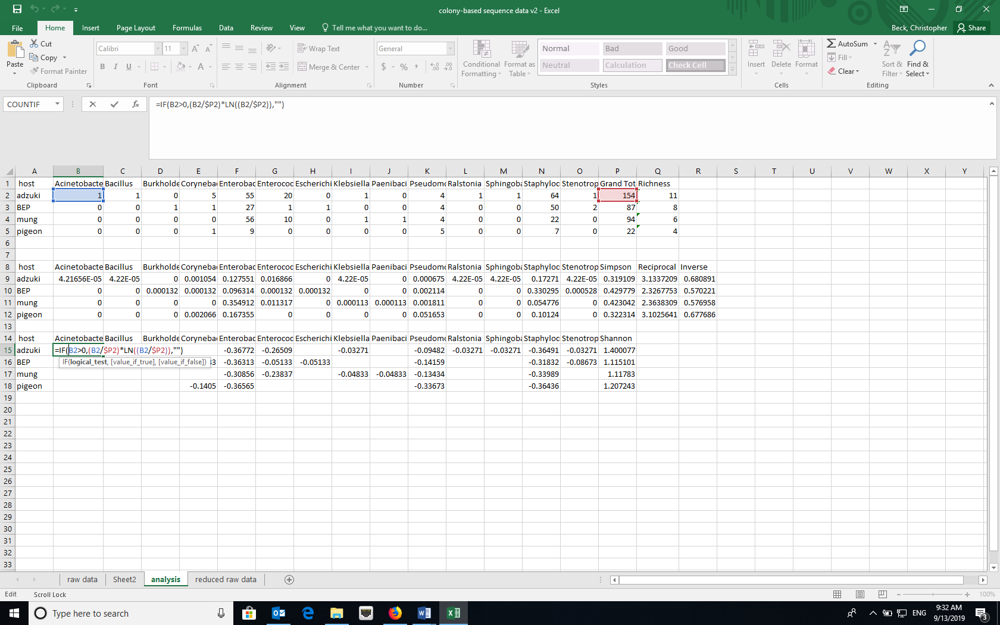 colony-based sequence data v2 - Excel
File Home Insert Page Layout Formulas Data Review View Tell me what you want to do... Beck, Christopher Share
Paste Cut Copy Format Painter Clipboard
Calibri 11 B I U A A A Font
Wrap Text Merge & Center Alignment
General $ % , Number
Conditional Formatting Format as Table
Normal Bad Good
Neutral Calculation Check Cell
Styles
Insert Delete Format Cells
AutoSum Fill Clear Sort & Filter Find & Select Editing
COUNTIF fx =IF(B2>0,(B2/$P2)*LN((B2/$P2)),"")
A B C D E F G H I J K L M N O P Q R S T U V W X Y
1 host Acinetobacte Bacillus Burkholde Corynebac Enterobac Enterococ Escherichi Klebsiella Paenibaci Pseudomo Ralstonia Sphingoba Staphyloc Stenotrop Grand Tot Richness
2 adzuki 1 1 0 5 55 20 0 1 0 4 1 1 64 1 154 11
3 BEP 0 0 1 1 27 1 1 0 0 4 0 0 50 2 87 8
4 mung 0 0 0 0 56 10 0 1 1 4 0 0 22 0 94 6
5 pigeon 0 0 0 1 9 0 0 0 0 5 0 0 7 0 22 4
6
7
8 host Acinetobacte Bacillus Burkholde Corynebac Enterobac Enterococ Escherichi Klebsiella Paenibaci Pseudomo Ralstonia Sphingoba Staphyloc Stenotrop Simpson Reciprocal Inverse
9 adzuki 4.21656E-05 4.22E-05 0 0.001054 0.127551 0.016866 0 4.22E-05 0 0.000675 4.22E-05 4.22E-05 0.17271 4.22E-05 0.319109 3.1337209 0.680891
10 BEP 0 0 0.000132 0.000132 0.096314 0.000132 0.000132 0 0 0.002114 0 0 0.330295 0.000528 0.429779 2.3267753 0.570221
11 mung 0 0 0 0 0.354912 0.011317 0 0.000113 0.000113 0.001811 0 0 0.054776 0 0.423042 2.3638309 0.576958
12 pigeon 0 0 0 0.002066 0.167355 0 0 0 0 0.051653 0 0 0.10124 0 0.322314 3.1025641 0.677686
13
14 host Acinetobacte Bacillus Burkholde Corynebac Enterobac Enterococ Escherichi Klebsiella Paenibaci Pseudomo Ralstonia Sphingoba Staphyloc Stenotrop Shannon
15 adzuki =IF(B2>0,(B2/$P2)*LN((B2/$P2)),"") -0.36772 -0.26509 -0.03271 -0.09482 -0.03271 -0.03271 -0.36491 -0.03271 1.400077
16 BEP IF(logical_test, [value_if_true], [value_if_false]) 33 -0.36313 -0.05133 -0.05133 -0.14159 -0.31832 -0.08673 1.115101
17 mung -0.30856 -0.23837 -0.04833 -0.04833 -0.13434 -0.33989 1.11783
18 pigeon -0.1405 -0.36565 -0.33673 -0.36436 1.207243
19
20
21
22
23
24
25
26
27
28
29
30
31
32
33
raw data Sheet2 analysis reduced raw data
Edit Scroll Lock 100%
Type here to search ENG 9:32 AM
9/13/2019 3